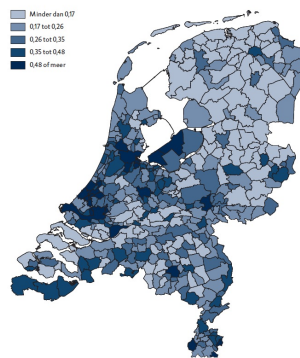 Minder dan 0,17
0,17 tot 0,26
0,26 tot 0,35
0,35 tot 0,48
0,48 of meer